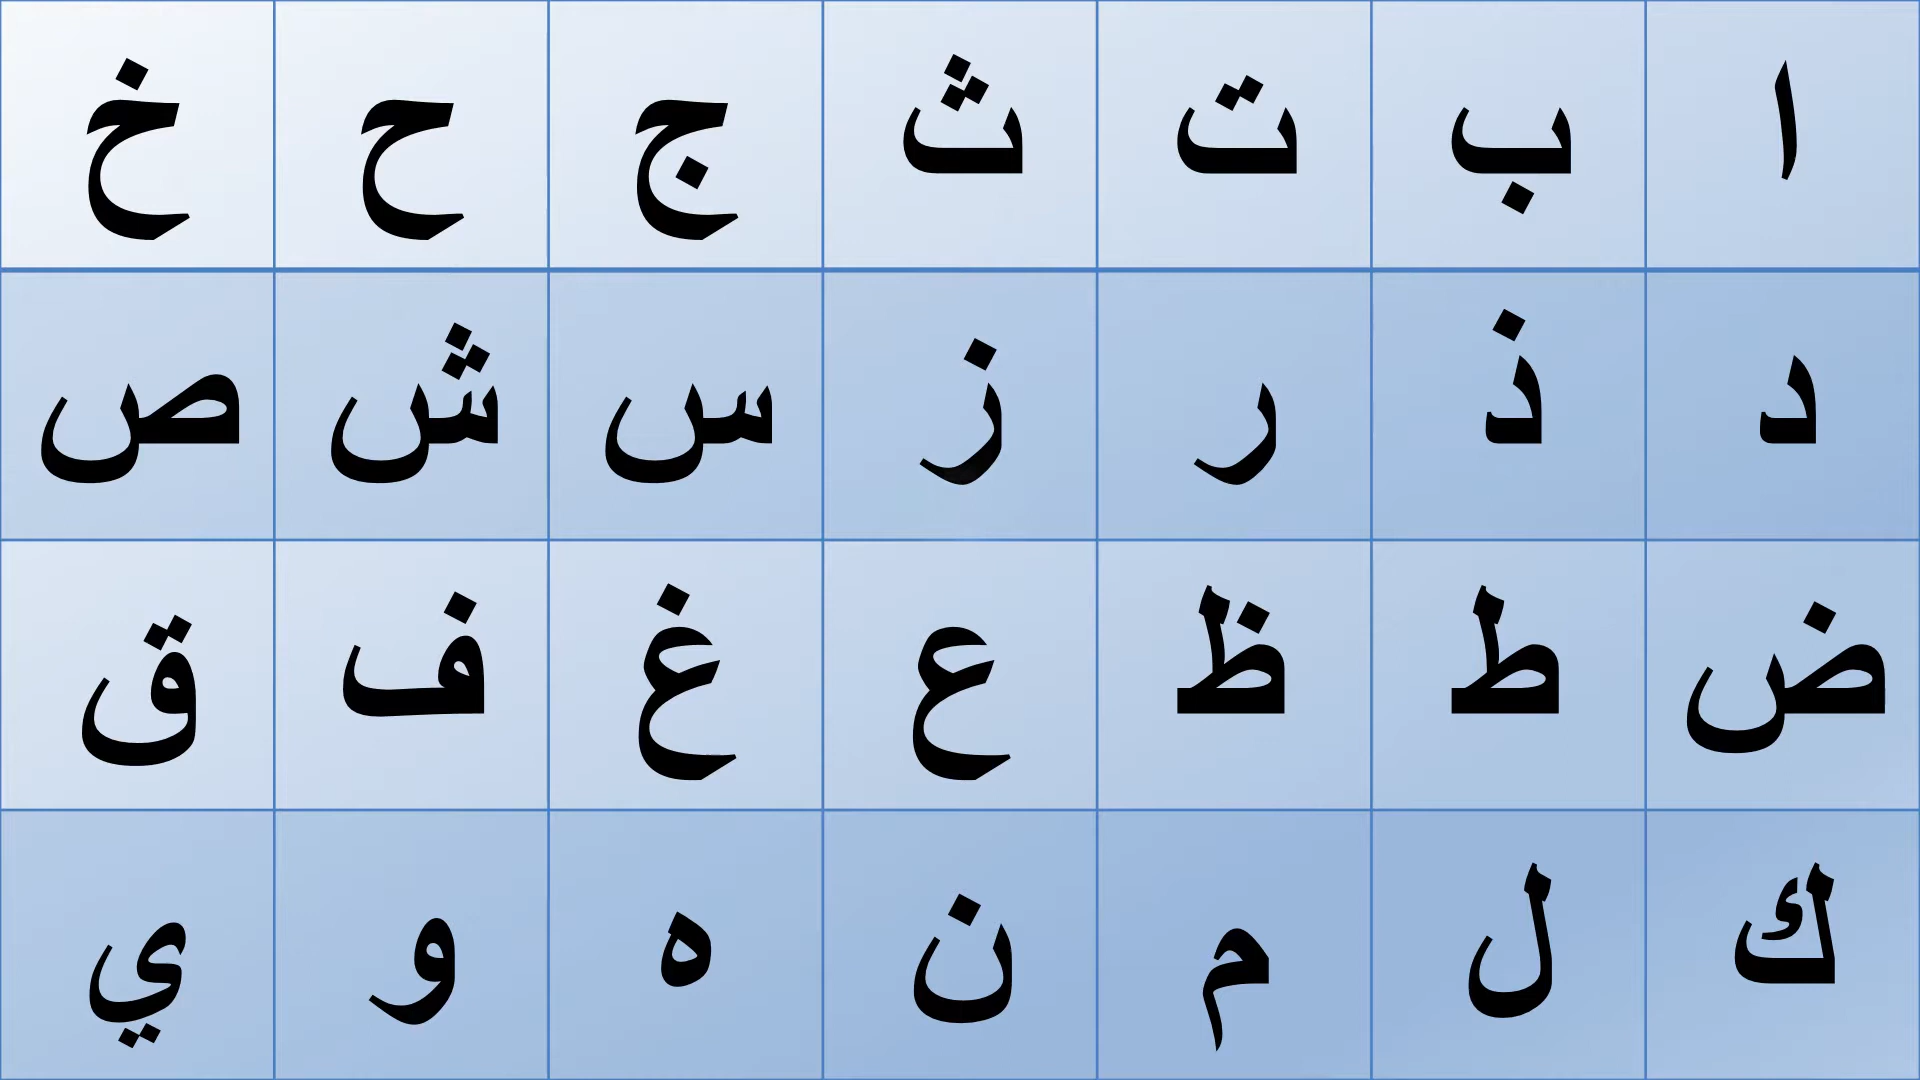 ا ب ت ث ج ح خ
د ذ ر ز س ش ص
ض ط ظ ع غ ف ق
ك ل م ن ه و ي